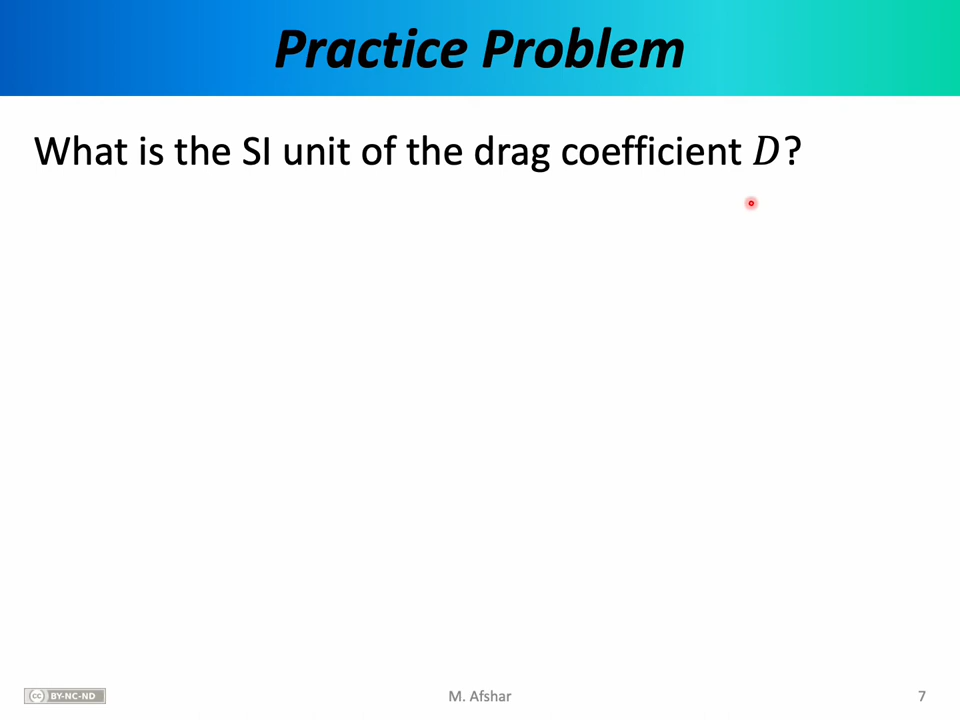 Practice Problem
What is the SI unit of the drag coefficient D?
cc BY-NC-ND
M. Afshar
7